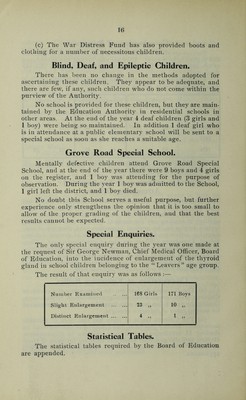 16
(c) The War Distress Fund has also provided boots and
clothing for a number of necessitous children.
Blind, Deaf, and Epileptic Children.
There has been no change in the methods adopted for
ascertaining these children. They appear to be adequate, and
there are few, if any, such children who do not come within the
purview of the Authority.
No school is provided for these children, but they are main-
tained by the Education Authority in residential schools in
other areas. At the end of the year 4 deaf children (3 girls and
1 boy) were being so maintained. In addition 1 deaf girl who
is in attendance at a public elementary school will be sent to a
special school as soon as she reaches a suitable age.
Grove Road Special School.
Mentally defective children attend Grove Road Special
School, and at the end of the year there were 9 boys and 4 girls
on the register, and 1 boy was attending for the purpose of
observation. During the year 1 boy was admitted to the School,
1 girl left the district, and 1 boy died.
No doubt this School serves a useful purpose, but further
experience only strengthens the opinion that it is too small to
allow of the proper grading of the children, and that the best
results cannot be expected.
Special Enquiries.
The only special enquiry during the year was one made at
the request of Sir George Newman, Chief Medical Officer, Board
of Education, into the incidence of enlargement of the thyroid
gland in school children belonging to the "Leavers" age group.
The result of that enquiry was as follows:—
Number Examined ... 168 Girls 171 Boys
Slight Enlargement ... 23 ,, 10 ,,
Distinct Enlargement ... ... 4 ,, 1 ,,
Statistical Tables.
The statistical tables required by the Board of Education
are appended.